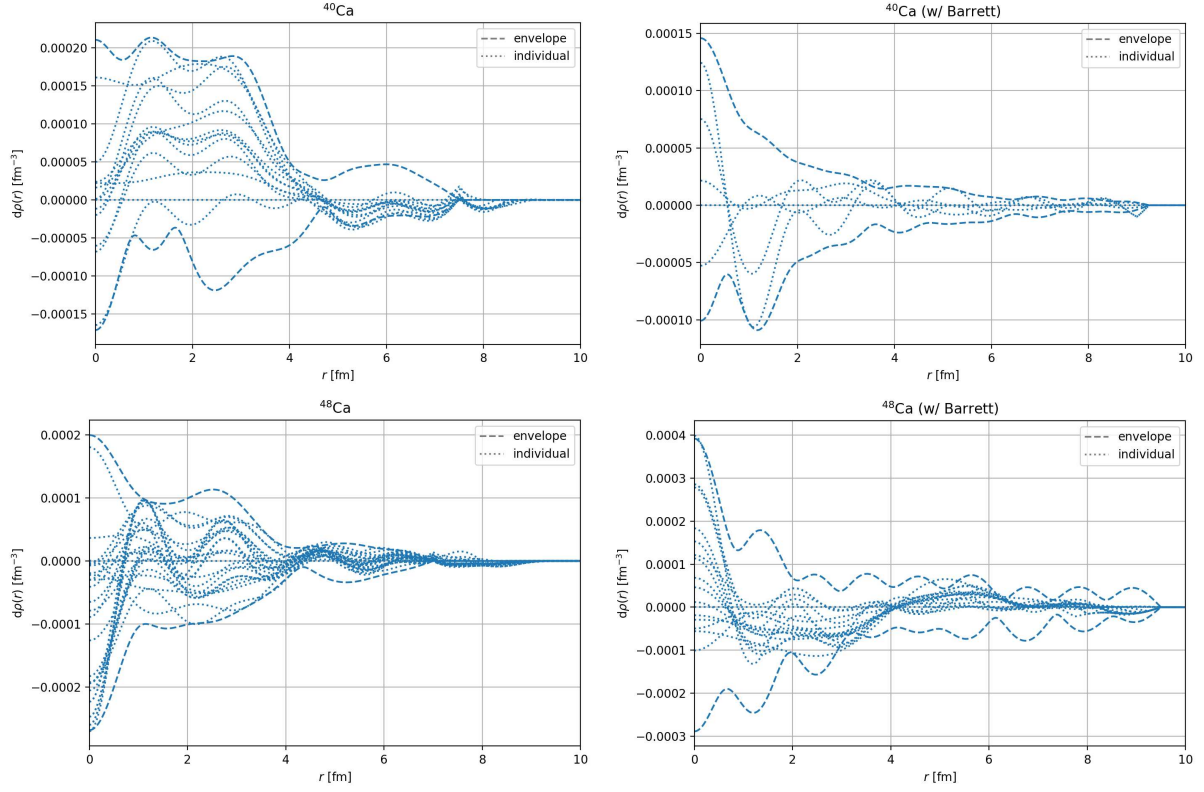 ⁴⁰Ca
dρ(r) [fm⁻³]
0.00020
0.00015
0.00010
0.00005
0.00000
−0.00005
−0.00010
−0.00015
envelope
individual
0 2 4 6 8 10
r [fm]
⁴⁰Ca (w/ Barrett)
dρ(r) [fm⁻³]
0.00015
0.00010
0.00005
0.00000
−0.00005
−0.00010
envelope
individual
0 2 4 6 8 10
r [fm]
⁴⁸Ca
dρ(r) [fm⁻³]
0.0002
0.0001
0.0000
−0.0001
−0.0002
envelope
individual
0 2 4 6 8 10
r [fm]
⁴⁸Ca (w/ Barrett)
dρ(r) [fm⁻³]
0.0004
0.0003
0.0002
0.0001
0.0000
−0.0001
−0.0002
−0.0003
envelope
individual
0 2 4 6 8 10
r [fm]